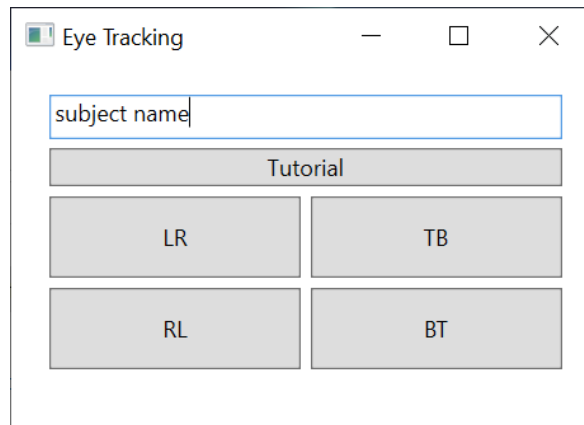 Eye Tracking
subject name
Tutorial
LR TB
RL BT